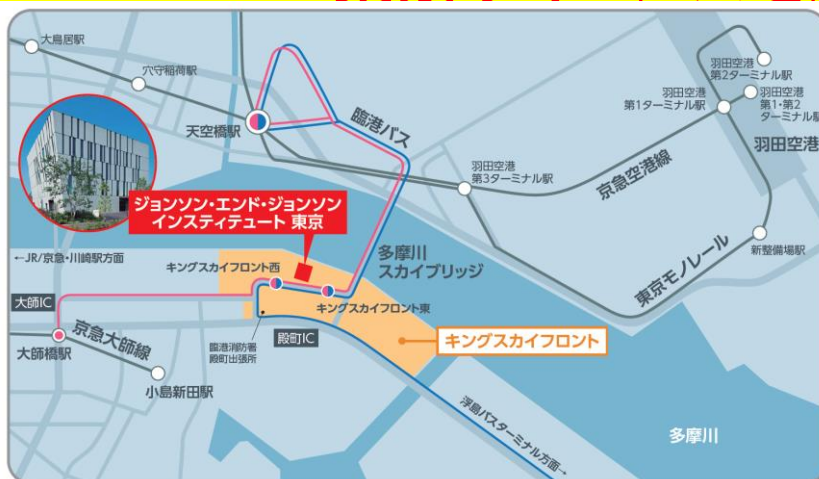 大鳥居駅
穴守稲荷駅
天空橋駅
臨港バス
羽田空港
第2ターミナル駅
羽田空港
第1ターミナル駅
羽田空港
第1・第2
ターミナル駅
羽田空港
羽田空港
第3ターミナル駅
京急空港線
ジョンソン・エンド・ジョンソン
インスティテュート 東京
多摩川
スカイブリッジ
東京モノレール
新整備場駅
←JR/京急・川崎駅方面
キングスカイフロント西
大師IC
キングスカイフロント東
大師橋駅
京急大師線
小島新田駅
臨港消防署
殿町出張所
殿町IC
キングスカイフロント
浮島バスターミナル方面→
多摩川